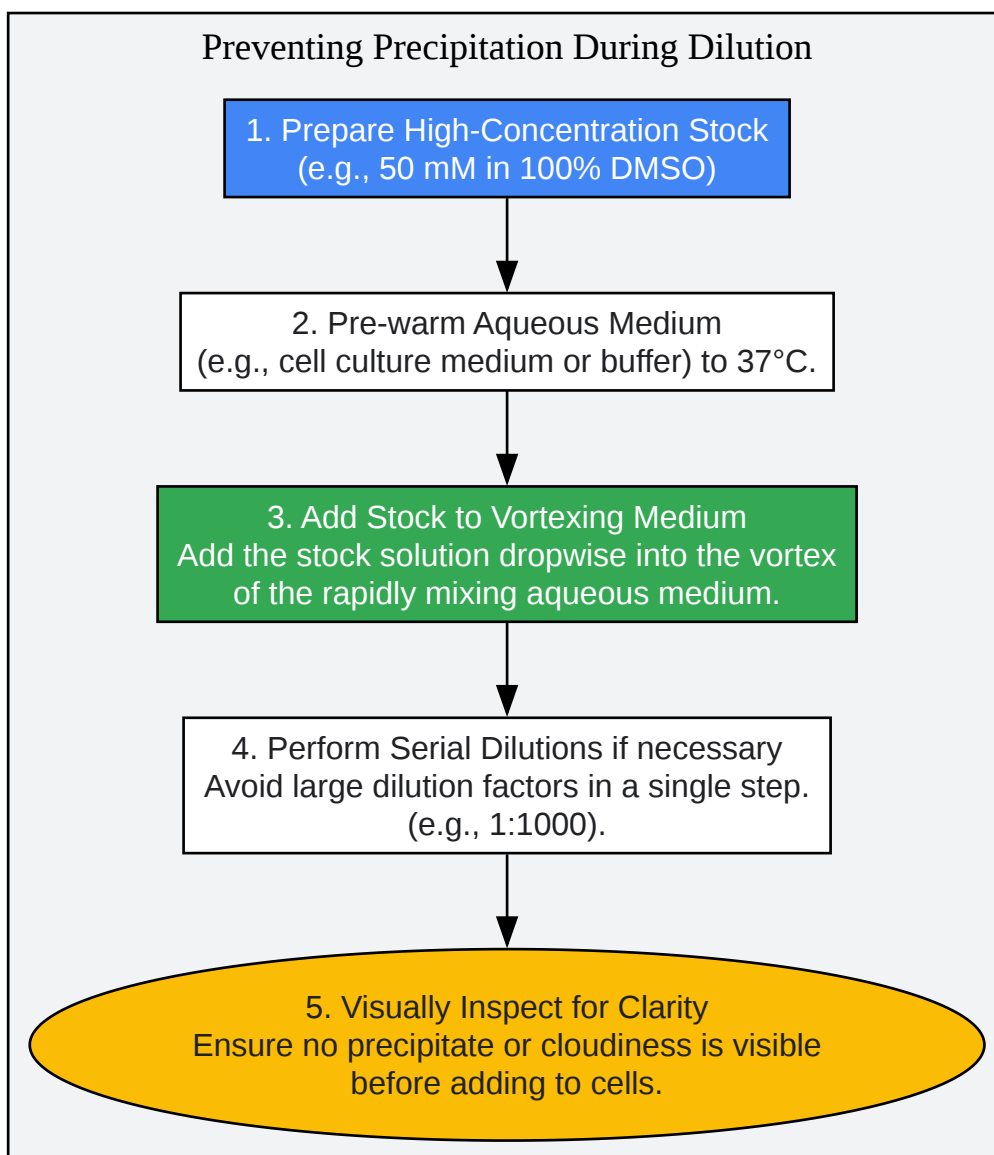 Preventing Precipitation During Dilution
1. Prepare High-Concentration Stock
(e.g., 50 mM in 100% DMSO)
2. Pre-warm Aqueous Medium
(e.g., cell culture medium or buffer) to 37°C.
3. Add Stock to Vortexing Medium
Add the stock solution dropwise into the vortex
of the rapidly mixing aqueous medium.
4. Perform Serial Dilutions if necessary
Avoid large dilution factors in a single step.
(e.g., 1:1000).
5. Visually Inspect for Clarity
Ensure no precipitate or cloudiness is visible
before adding to cells.